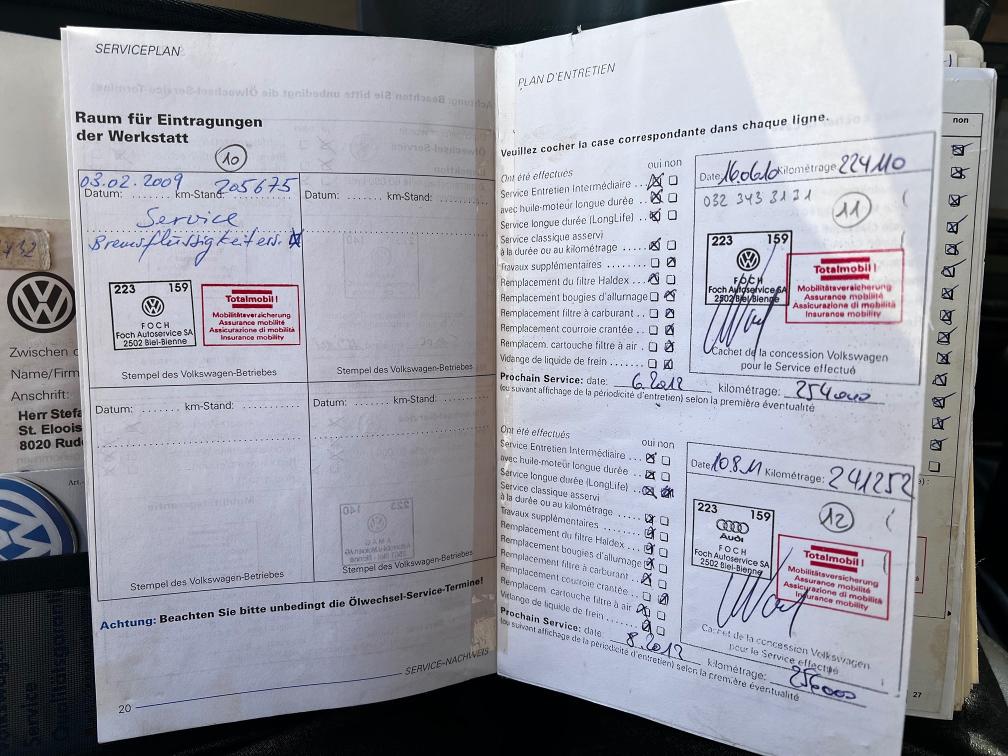 SERVICEPLAN
Raum für Eintragungen
der Werkstatt
10
03.02.2009 205675
Datum: ....... km-Stand: ........
Service
Bremsflüssigkeiters.
223 159
FOCH
Foch Autoservice SA
2502 Biel-Bienne
Totalmobil!
Mobilitätsversicherung
Assurance mobilité
Assicurazione di mobilità
Insurance mobility
Stempel des Volkswagen-Betriebes
Datum: ....... km-Stand: ........
Datum: ....... km-Stand: ........
Stempel des Volkswagen-Betriebes
Datum: ....... km-Stand: ........
Stempel des Volkswagen-Betriebes
Achtung: Beachten Sie bitte unbedingt die Ölwechsel-Service-Termine!
SERVICE-NACHWEIS
20
Zwischen
Name/Firm
Anschrift:
Herr Stefa
St. Eloois
8020 Rudd
Art.-
PLAN D'ENTRETIEN
Veuillez cocher la case correspondante dans chaque ligne.
Ont été effectués oui non
Service Entretien Intermédiaire ...
avec huile-moteur longue durée ..
Service longue durée (LongLife) ..
Service classique asservi
à la durée ou au kilométrage ....
Travaux supplémentaires ........
Remplacement du filtre Haldex ..
Remplacement bougies d'allumage
Remplacement filtre à carburant ..
Remplacement courroie crantée ..
Remplacem. cartouche filtre à air .
Vidange de liquide de frein .....
Prochain Service: date: 6.2012 kilométrage: 254000
(ou suivant affichage de la périodicité d'entretien) selon la première éventualité
Date 16.06.10 Kilométrage: 224110
032 343 3131
11
223 159
FOCH
Foch Autoservice SA
2502 Biel/Bienne
Totalmobil!
Mobilitätsversicherung
Assurance mobilité
Assicurazione di mobilità
Insurance mobility
Cachet de la concession Volkswagen
pour le Service effectué
Ont été effectués oui non
Service Entretien Intermédiaire ...
avec huile-moteur longue durée ..
Service longue durée (LongLife) ..
Service classique asservi
à la durée ou au kilométrage ....
Travaux supplémentaires ........
Remplacement du filtre Haldex ..
Remplacement bougies d'allumage
Remplacement filtre à carburant ..
Remplacement courroie crantée ..
Remplacem. cartouche filtre à air
Vidange de liquide de frein .....
Prochain Service: date: 8.2012 kilométrage: 256000
(ou suivant affichage de la périodicité d'entretien) selon la première éventualité
Date: 10.8.11 Kilométrage: 241252
12
223 159
Audi
FOCH
Foch Autoservice SA
2502 Biel-Bienne
Totalmobil!
Mobilitätsversicherung
Assurance mobilité
Assicurazione di mobilità
Insurance mobility
Cachet de la concession Volkswagen
pour le Service effectué
non
27